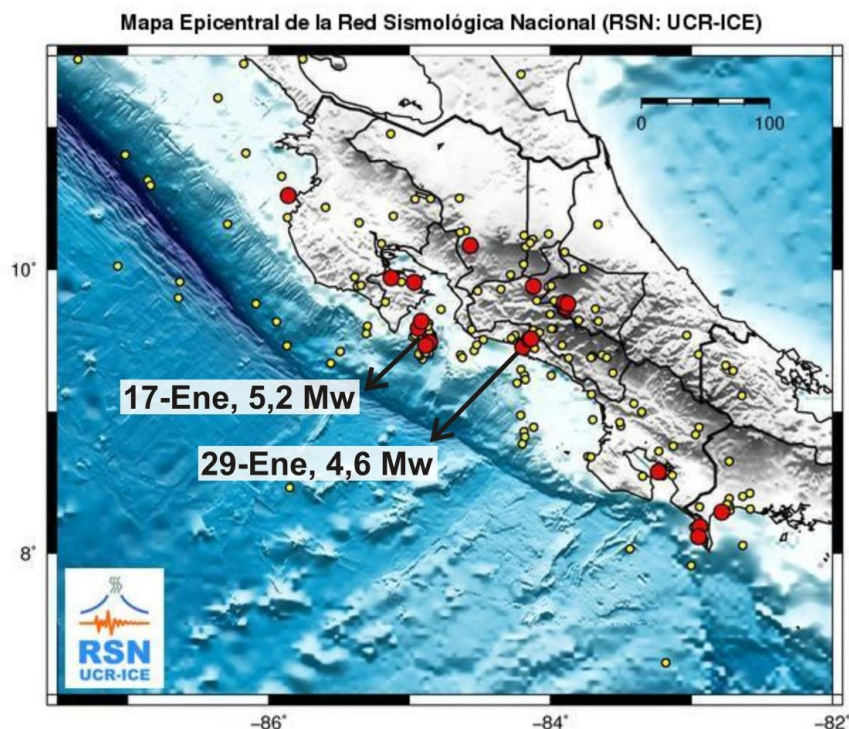 Mapa Epicentral de la Red Sismológica Nacional (RSN: UCR-ICE)
0 100
10°
17-Ene, 5,2 Mw
29-Ene, 4,6 Mw
8°
RSN
UCR-ICE
-86° -84° -82°